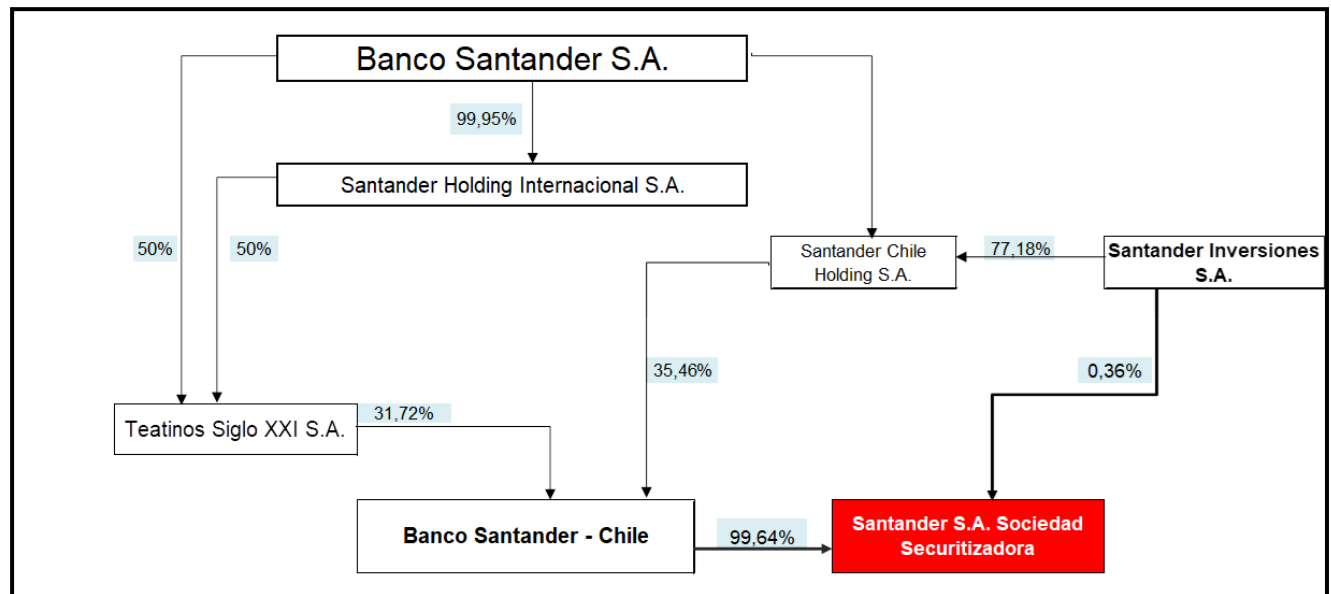 Banco Santander S.A.
99,95%
Santander Holding Internacional S.A.
50%
50%
Santander Chile
Holding S.A.
77,18%
Santander Inversiones
S.A.
35,46%
0,36%
Teatinos Siglo XXI S.A.
31,72%
Banco Santander - Chile
99,64%
Santander S.A. Sociedad
Securitizadora